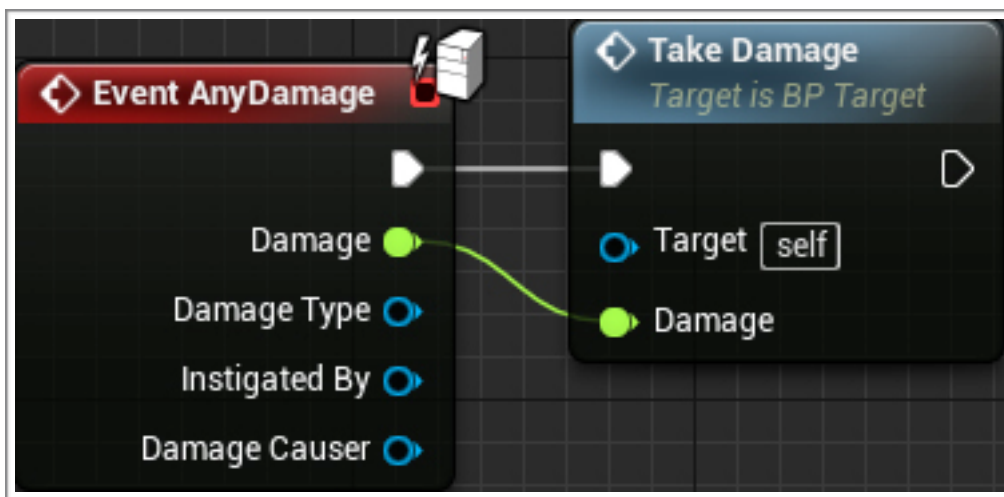 Event AnyDamage
Damage
Damage Type
Instigated By
Damage Causer
Take Damage
Target is BP Target
Target self
Damage